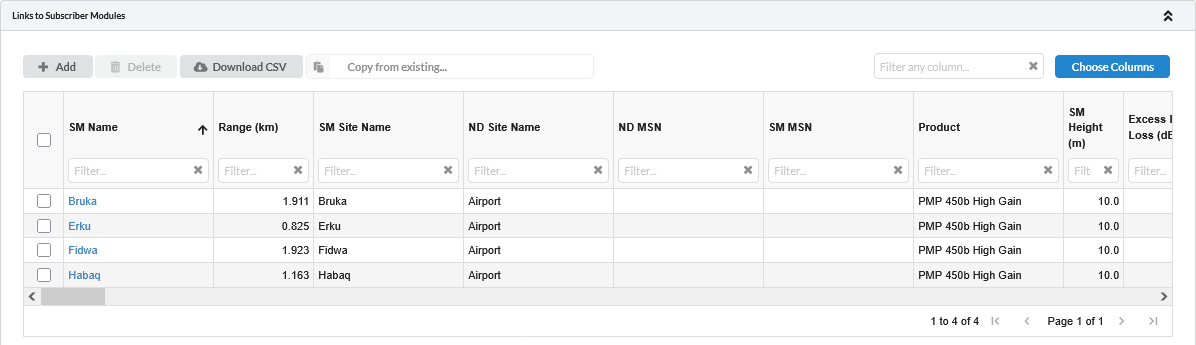 Links to Subscriber Modules
Add Delete Download CSV Copy from existing... Filter any column... Choose Columns
SM Name Range (km) SM Site Name ND Site Name ND MSN SM MSN Product SM Height (m) Excess Loss (dB
Filter... Filter... Filter... Filter... Filter... Filter... Filter... Filt Filter...
Bruka 1.911 Bruka Airport PMP 450b High Gain 10.0
Erku 0.825 Erku Airport PMP 450b High Gain 10.0
Fidwa 1.923 Fidwa Airport PMP 450b High Gain 10.0
Habaq 1.163 Habaq Airport PMP 450b High Gain 10.0
1 to 4 of 4 Page 1 of 1